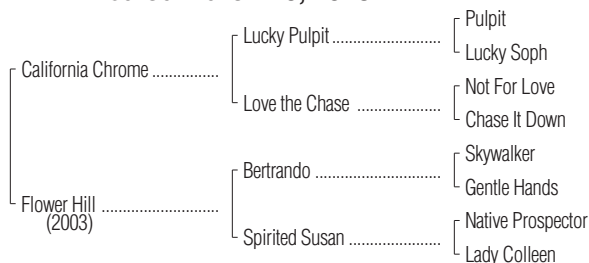 Pulpit
Lucky Pulpit ........................
Lucky Soph
California Chrome ...............
Not For Love
Love the Chase ..................
Chase It Down
Skywalker
Bertrando ...........................
Gentle Hands
Flower Hill ..........................
(2003)
Native Prospector
Spirited Susan ....................
Lady Colleen